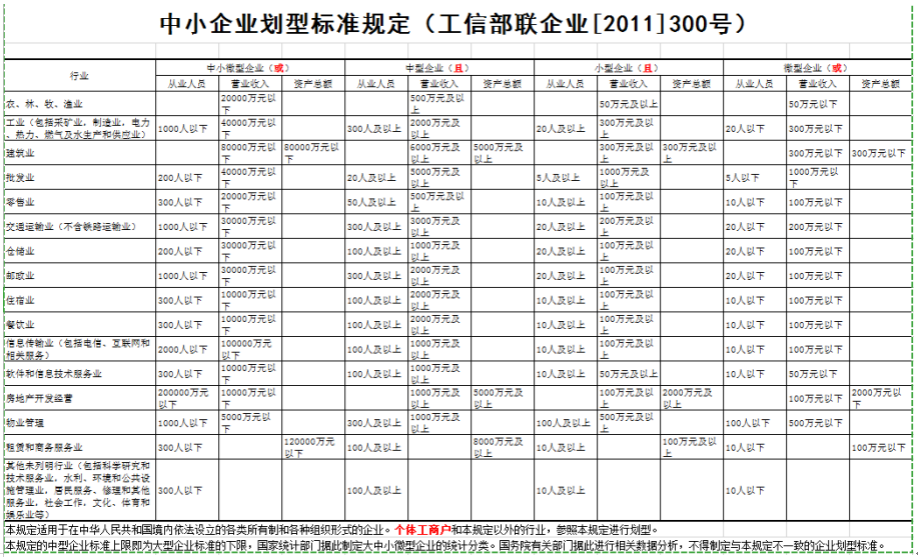 中小企业划型标准规定（工信部联企业[2011]300号）
行业 中小微型企业（或） 中型企业（且） 小型企业（且） 微型企业（或）
从业人员 营业收入 资产总额 从业人员 营业收入 资产总额 从业人员 营业收入 资产总额 从业人员 营业收入 资产总额
农、林、牧、渔业 20000万元以下 500万元及以上 50万元及以上 50万元以下
工业（包括采矿业，制造业，电力、热力、燃气及水生产和供应业） 1000人以下 40000万元以下 300人及以上 2000万元及以上 20人及以上 300万元及以上 20人以下 300万元以下
建筑业 80000万元以下 80000万元以下 6000万元及以上 5000万元及以上 300万元及以上 300万元及以上 300万元以下 300万元以下
批发业 200人以下 40000万元以下 20人及以上 5000万元及以上 5人及以上 1000万元及以上 5人以下 1000万元以下
零售业 300人以下 20000万元以下 50人及以上 500万元及以上 10人及以上 100万元及以上 10人以下 100万元以下
交通运输业（不含铁路运输业） 1000人以下 30000万元以下 300人及以上 3000万元及以上 20人及以上 200万元及以上 20人以下 200万元以下
仓储业 200人以下 30000万元以下 100人及以上 1000万元及以上 20人及以上 100万元及以上 20人以下 100万元以下
邮政业 1000人以下 30000万元以下 300人及以上 2000万元及以上 20人及以上 100万元及以上 20人以下 100万元以下
住宿业 300人以下 10000万元以下 100人及以上 2000万元及以上 10人及以上 100万元及以上 10人以下 100万元以下
餐饮业 300人以下 10000万元以下 100人及以上 2000万元及以上 10人及以上 100万元及以上 10人以下 100万元以下
信息传输业（包括电信、互联网和相关服务） 2000人以下 100000万元以下 100人及以上 1000万元及以上 10人及以上 100万元及以上 10人以下 100万元以下
软件和信息技术服务业 300人以下 10000万元以下 100人及以上 1000万元及以上 10人及以上 50万元及以上 10人以下 50万元以下
房地产开发经营 200000万元以下 10000万元以下 1000万元及以上 5000万元及以上 100万元及以上 2000万元及以上 100万元以下 2000万元以下
物业管理 1000人以下 5000万元以下 300人及以上 1000万元及以上 100人及以上 500万元及以上 100人以下 500万元以下
租赁和商务服务业 300人以下 120000万元以下 100人及以上 8000万元及以上 10人及以上 100万元及以上 10人以下 100万元以下
其他未列明行业（包括科学研究和技术服务业，水利、环境和公共设施管理业，居民服务、修理和其他服务业，社会工作，文化、体育和娱乐业等） 300人以下 100人及以上 10人及以上 10人以下
本规定适用于在中华人民共和国境内依法设立的各类所有制和各种组织形式的企业。个体工商户和本规定以外的行业，参照本规定进行划型。
本规定的中型企业标准上限即为大型企业标准的下限，国家统计部门据此制定大中小微型企业的统计分类。国务院有关部门据此进行相关数据分析，不得制定与本规定不一致的企业划型标准。